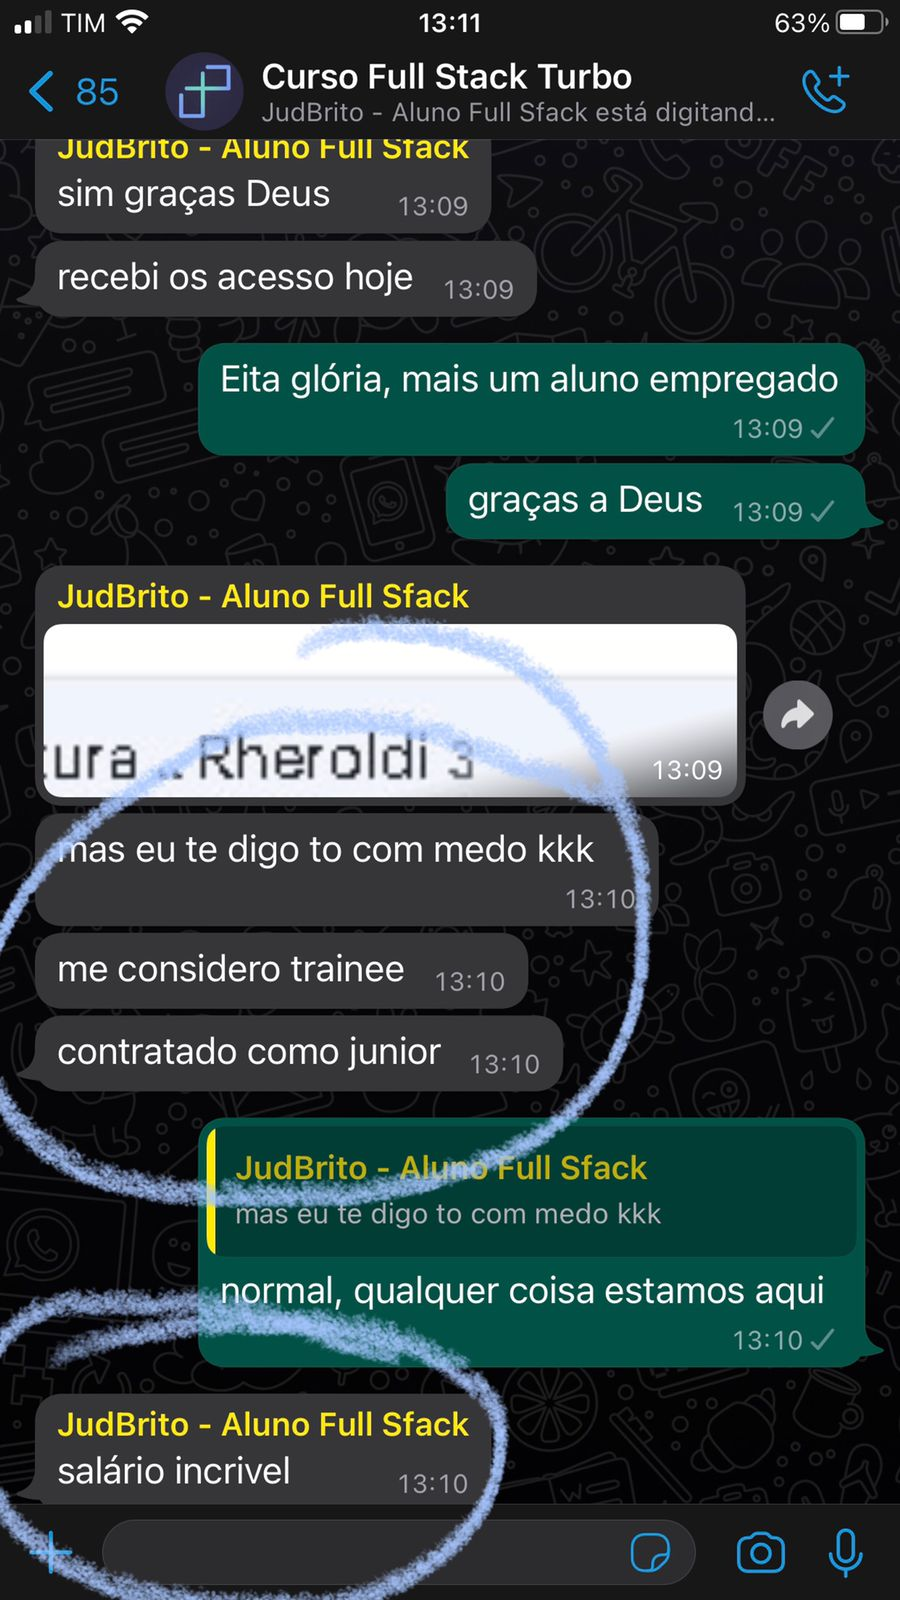 TIM 13:11 63%
85 Curso Full Stack Turbo
JudBrito - Aluno Full Sfack está digitand...
JudBrito - Aluno Full Sfack
sim graças Deus 13:09
recebi os acesso hoje 13:09
Eita glória, mais um aluno empregado
13:09
graças a Deus 13:09
JudBrito - Aluno Full Sfack
ura .. Rheroldi 3
13:09
mas eu te digo to com medo kkk
13:10
me considero trainee 13:10
contratado como junior 13:10
JudBrito - Aluno Full Sfack
mas eu te digo to com medo kkk
normal, qualquer coisa estamos aqui
13:10
JudBrito - Aluno Full Sfack
salário incrivel 13:10